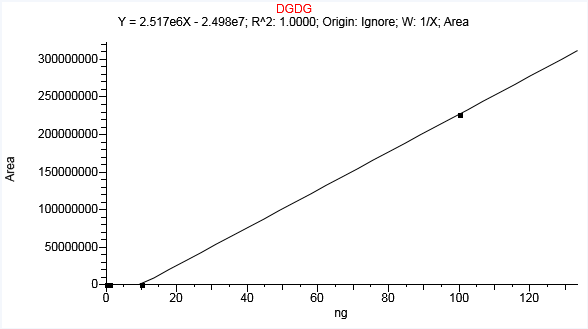 DGDG
Y = 2.517e6X - 2.498e7; R^2: 1.0000; Origin: Ignore; W: 1/X; Area
300000000
250000000
200000000
150000000
100000000
50000000
0
Area
0 20 40 60 80 100 120
ng